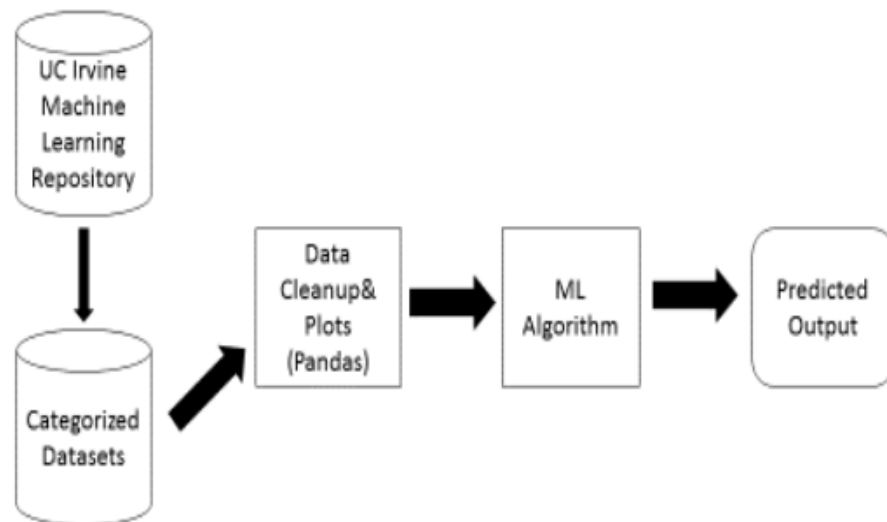 UC Irvine
Machine
Learning
Repository
Data
Cleanup&
Plots
(Pandas)
ML
Algorithm
Predicted
Output
Categorized
Datasets